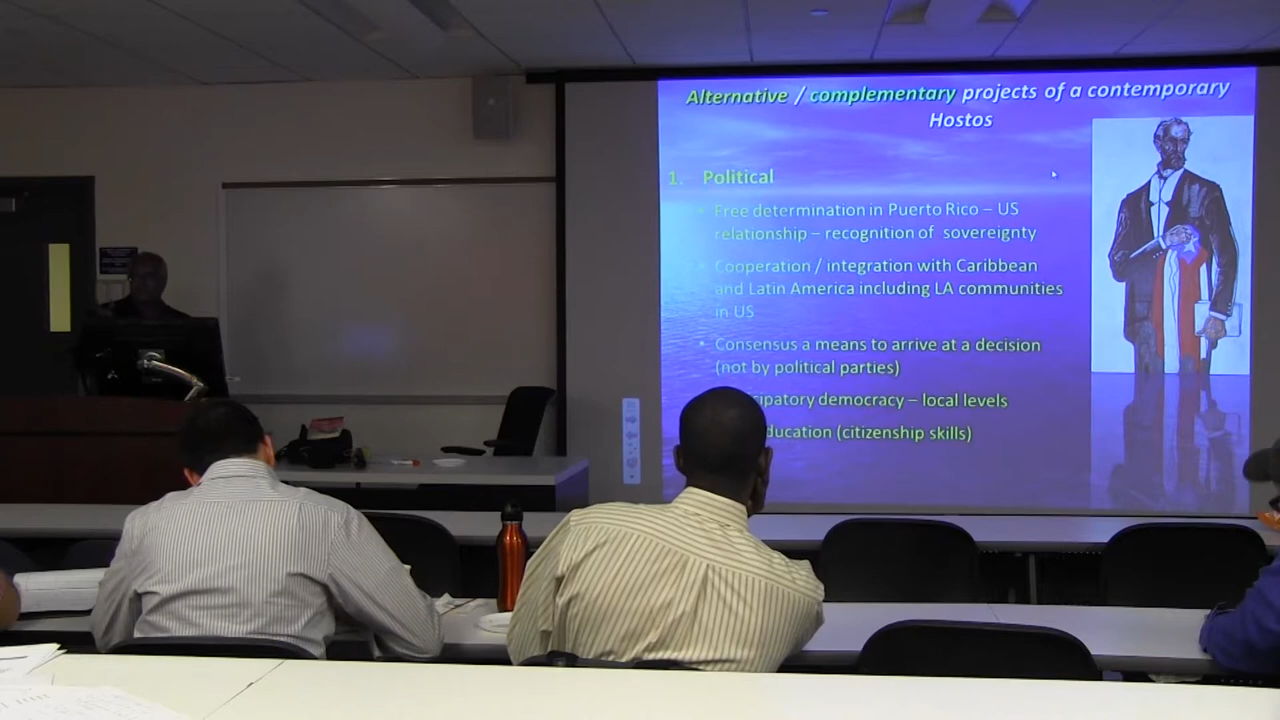 Alternative / complementary projects of a contemporary
Hostos
1. Political
• Free determination in Puerto Rico – US
relationship – recognition of sovereignty
• Cooperation / integration with Caribbean
and Latin America including LA communities
in US
• Consensus a means to arrive at a decision
(not by political parties)
cipatory democracy – local levels
ducation (citizenship skills)